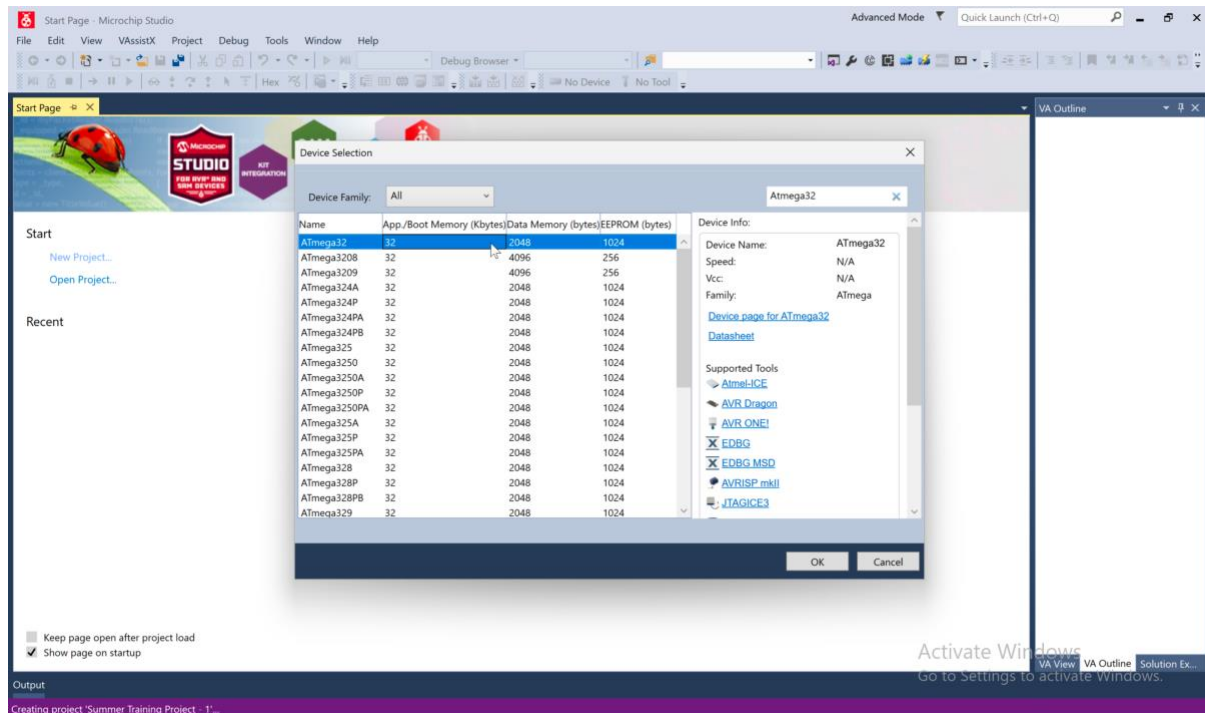 Start Page - Microchip Studio
Advanced Mode
Quick Launch (Ctrl+Q)
File Edit View VAssistX Project Debug Tools Window Help
Debug Browser
Hex
No Device No Tool
Start Page
VA Outline
MICROCHIP
STUDIO
FOR AVR® AND
SAM DEVICES
KIT
INTEGRATION
Device Selection
Device Family: All
Atmega32
Name App./Boot Memory (Kbytes) Data Memory (bytes) EEPROM (bytes)
ATmega32 32 2048 1024
ATmega3208 32 4096 256
ATmega3209 32 4096 256
ATmega324A 32 2048 1024
ATmega324P 32 2048 1024
ATmega324PA 32 2048 1024
ATmega324PB 32 2048 1024
ATmega325 32 2048 1024
ATmega3250 32 2048 1024
ATmega3250A 32 2048 1024
ATmega3250P 32 2048 1024
ATmega3250PA 32 2048 1024
ATmega325A 32 2048 1024
ATmega325P 32 2048 1024
ATmega325PA 32 2048 1024
ATmega328 32 2048 1024
ATmega328P 32 2048 1024
ATmega328PB 32 2048 1024
ATmega329 32 2048 1024
Device Info:
Device Name: ATmega32
Speed: N/A
Vcc: N/A
Family: ATmega
Device page for ATmega32
Datasheet
Supported Tools
Atmel-ICE
AVR Dragon
AVR ONE!
EDBG
EDBG MSD
AVRISP mkII
JTAGICE3
OK Cancel
Start
New Project...
Open Project...
Recent
Keep page open after project load
Show page on startup
Activate Windows
Go to Settings to activate Windows.
VA View VA Outline Solution Ex...
Output
Creating project 'Summer Training Project - 1'...